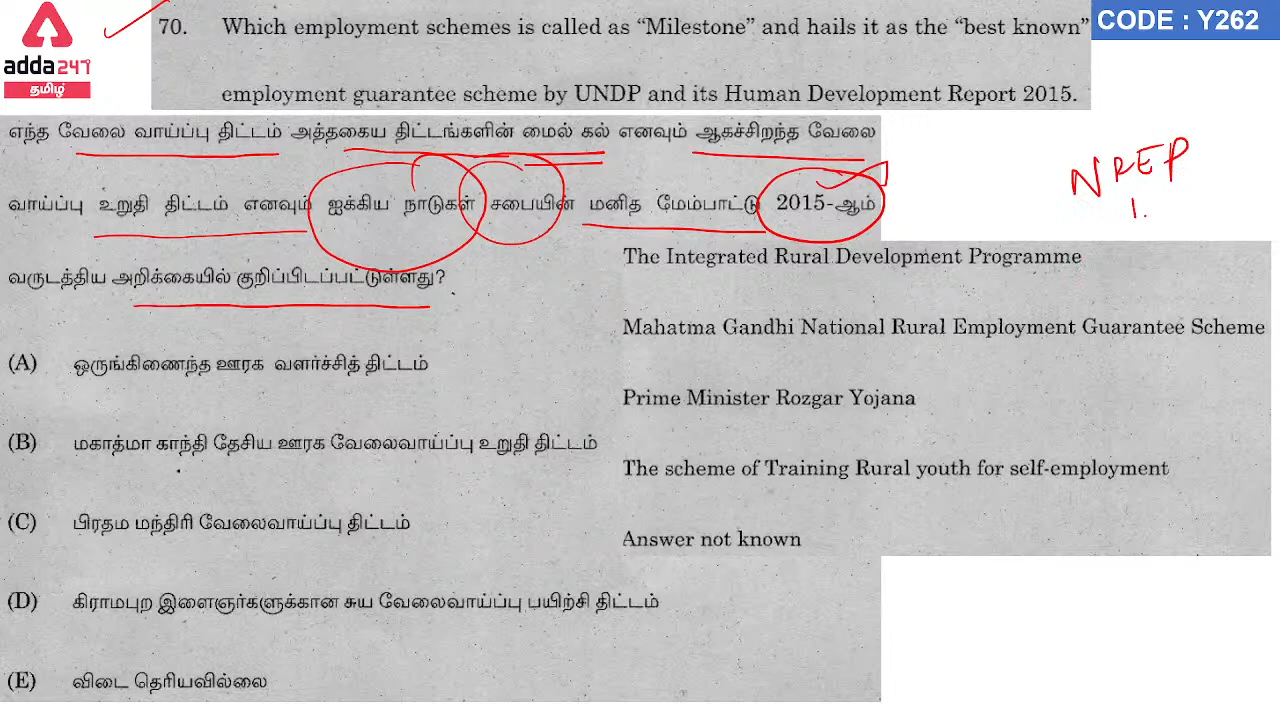 adda247
தமிழ்
CODE : Y262
70. Which employment schemes is called as "Milestone" and hails it as the "best known"
employment guarantee scheme by UNDP and its Human Development Report 2015.
எந்த வேலை வாய்ப்பு திட்டம் அத்தகைய திட்டங்களின் மைல் கல் எனவும் ஆகச்சிறந்த வேலை
வாய்ப்பு உறுதி திட்டம் எனவும் ஐக்கிய நாடுகள் சபையின் மனித மேம்பாட்டு 2015-ஆம்
வருடத்திய அறிக்கையில் குறிப்பிடப்பட்டுள்ளது?
NREP
1.
(A) ஒருங்கிணைந்த ஊரக வளர்ச்சித் திட்டம்
(B) மகாத்மா காந்தி தேசிய ஊரக வேலைவாய்ப்பு உறுதி திட்டம்
(C) பிரதம மந்திரி வேலைவாய்ப்பு திட்டம்
(D) கிராமபுற இளைஞர்களுக்கான சுய வேலைவாய்ப்பு பயிற்சி திட்டம்
(E) விடை தெரியவில்லை
The Integrated Rural Development Programme
Mahatma Gandhi National Rural Employment Guarantee Scheme
Prime Minister Rozgar Yojana
The scheme of Training Rural youth for self-employment
Answer not known